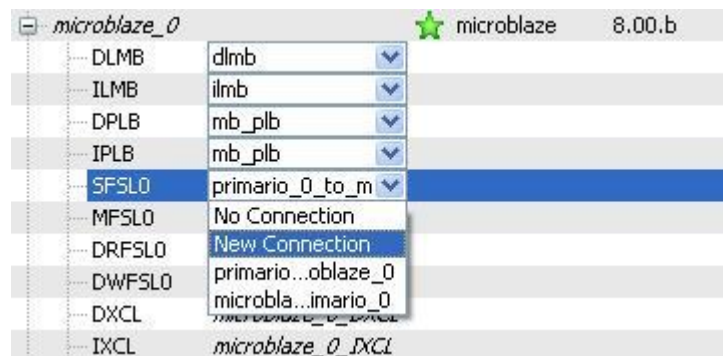 microblaze_0 microblaze 8.00.b
DLMB dlmb
ILMB ilmb
DPLB mb_plb
IPLB mb_plb
SFSL0 primario_0_to_m
MFSL0 No Connection
DRFSL0 New Connection
DWFSL0 primario...oblaze_0
microbla...imario_0
DXCL microblaze_0_DXCL
IXCL microblaze_0_IXCL